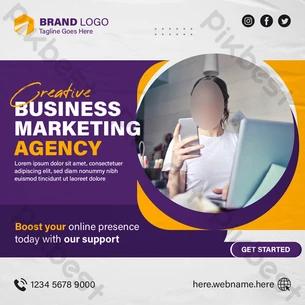 BRAND LOGO
Tagline Goes Here
Creative
BUSINESS
MARKETING
AGENCY
Lorem ipsum dolor sit amet, consectetuer
adipiscing elit, sed diam nonummy nibh
euismod tincidunt ut laoreet dolore
Boost your online presence
today with our support
GET STARTED
1234 5678 9000
here.webname.here